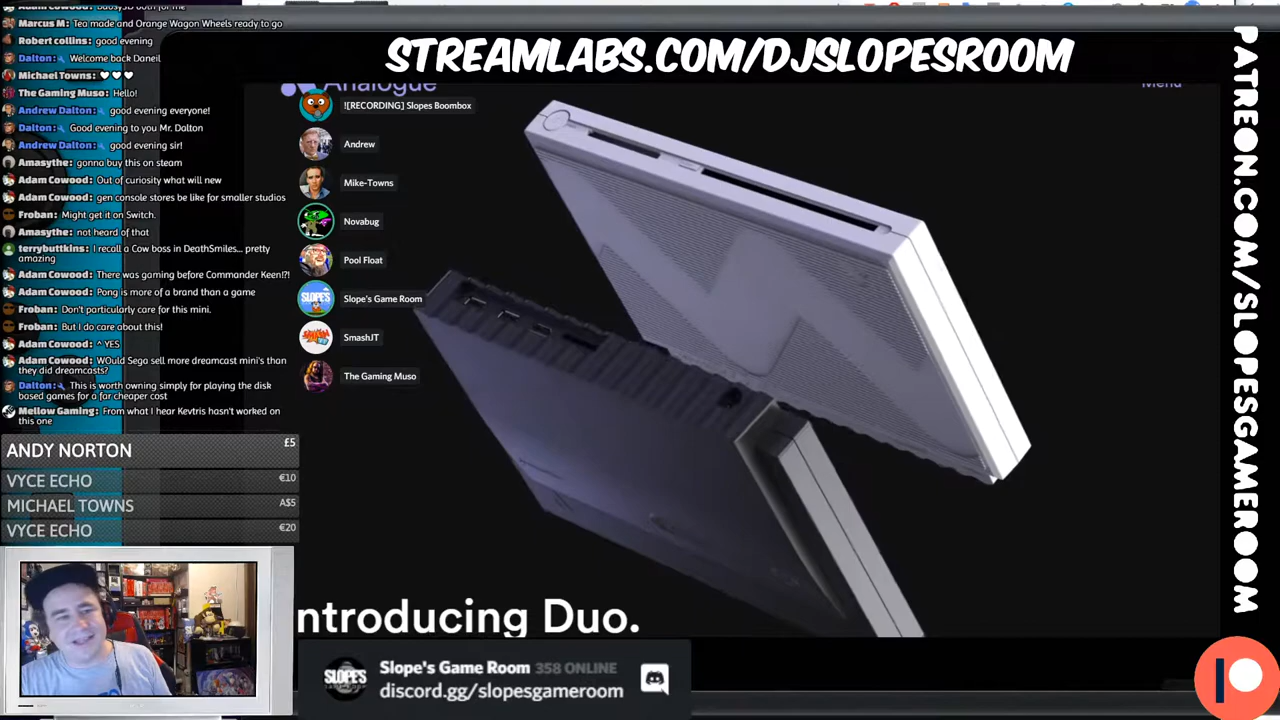 Adam Cowood: Daosy3D both for me
Marcus M: Tea made and Orange Wagon Wheels ready to go
Robert collins: good evening
Dalton: Welcome back Daneil
Michael Towns: ♥♥♥
The Gaming Muso: Hello!
Andrew Dalton: good evening everyone!
Dalton: Good evening to you Mr. Dalton
Andrew Dalton: good evening sir!
Amasythe: gonna buy this on steam
Adam Cowood: Out of curiosity what will new
Adam Cowood: gen console stores be like for smaller studios
Froban: Might get it on Switch.
Amasythe: not heard of that
terrybuttkins: I recall a Cow boss in DeathSmiles... pretty
amazing
Adam Cowood: There was gaming before Commander Keen!?!
Adam Cowood: Pong is more of a brand than a game
Froban: Don't particularly care for this mini.
Froban: But I do care about this!
Adam Cowood: ^ YES
Adam Cowood: WOuld Sega sell more dreamcast mini's than
they did dreamcasts?
Dalton: This is worth owning simply for playing the disk
based games for a far cheaper cost
Mellow Gaming: From what I hear Kevtris hasn't worked on
this one
ANDY NORTON £5
VYCE ECHO €10
MICHAEL TOWNS A$5
VYCE ECHO €20
STREAMLABS.COM/DJSLOPESROOM
Analogue
Menu
![RECORDING] Slopes Boombox
Andrew
Mike-Towns
Novabug
Pool Float
SLOPES
Slope's Game Room
SmashJT
The Gaming Muso
ntroducing Duo.
SLOPES
Slope's Game Room 358 ONLINE
discord.gg/slopesgameroom
PATREON.COM/SLOPESGAMEROOM